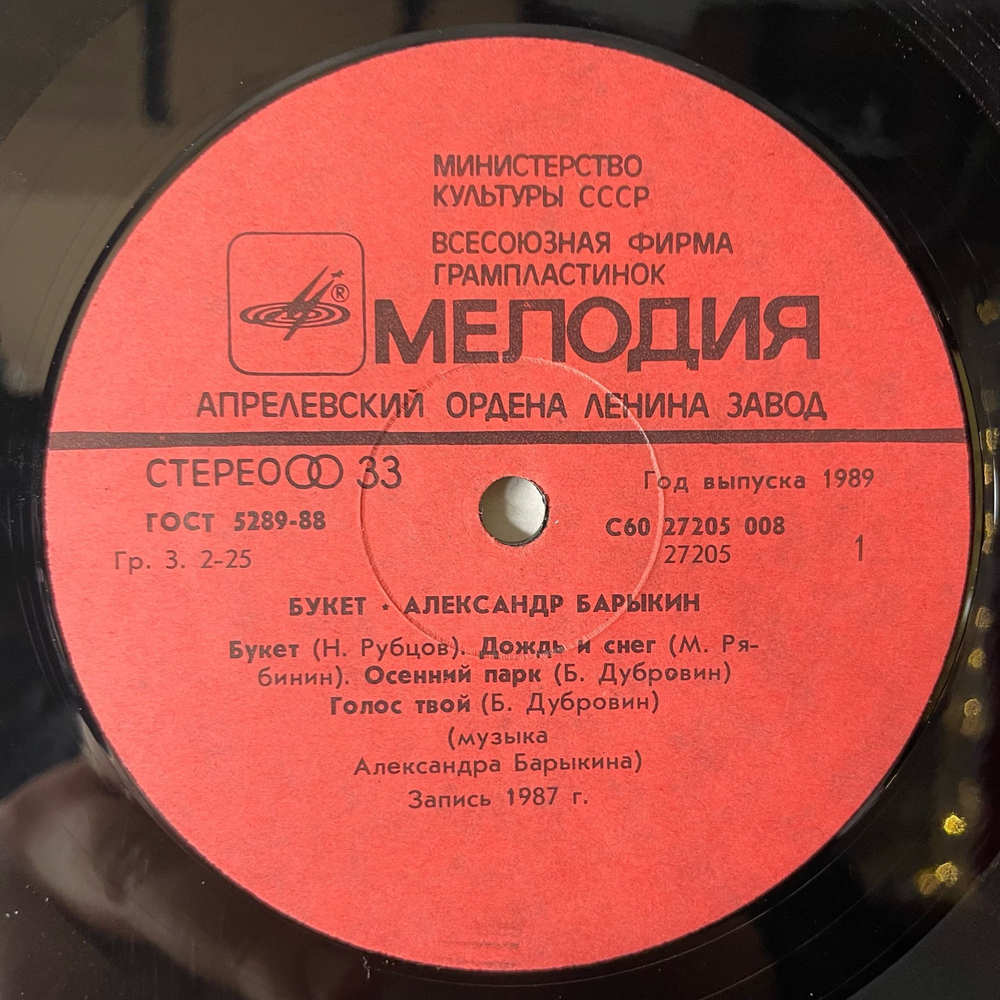 МИНИСТЕРСТВО
КУЛЬТУРЫ СССР
ВСЕСОЮЗНАЯ ФИРМА
ГРАМПЛАСТИНОК
®
МЕЛОДИЯ
АПРЕЛЕВСКИЙ ОРДЕНА ЛЕНИНА ЗАВОД
СТЕРЕО 33
Год выпуска 1989
ГОСТ 5289-88
С60 27205 008
Гр. 3. 2-25
27205
1
БУКЕТ • АЛЕКСАНДР БАРЫКИН
Букет (Н. Рубцов). Дождь и снег (М. Ря-
бинин). Осенний парк (Б. Дубровин)
Голос твой (Б. Дубровин)
(музыка
Александра Барыкина)
Запись 1987 г.